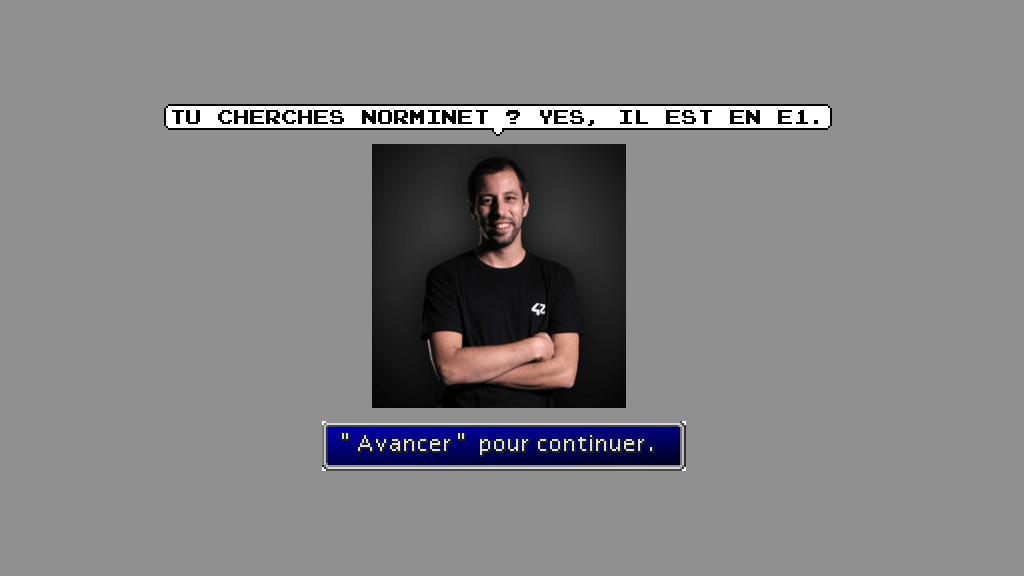 TU CHERCHES NORMINET ? YES, IL EST EN E1.
42
"Avancer" pour continuer.